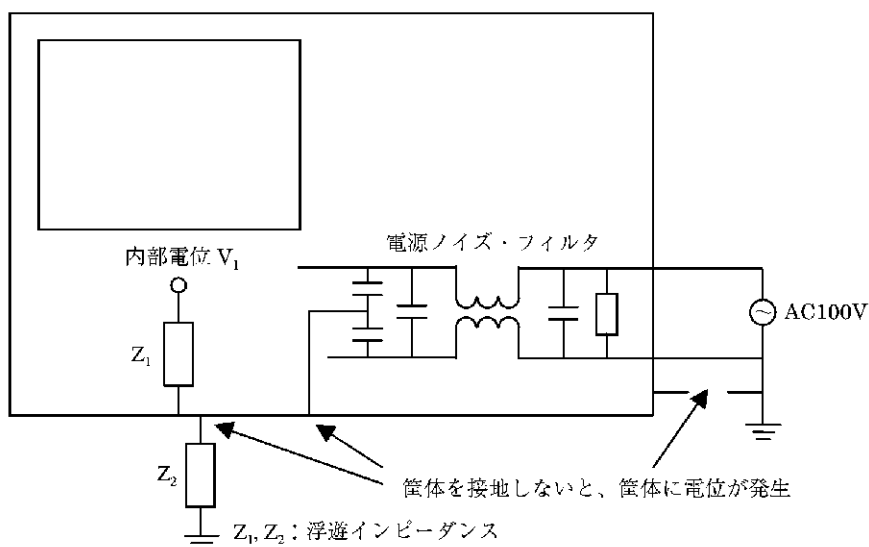 電源ノイズ・フィルタ
内部電位 V₁
AC100V
Z₁
Z₂
筐体を接地しないと、筐体に電位が発生
Z₁, Z₂：浮遊インピーダンス